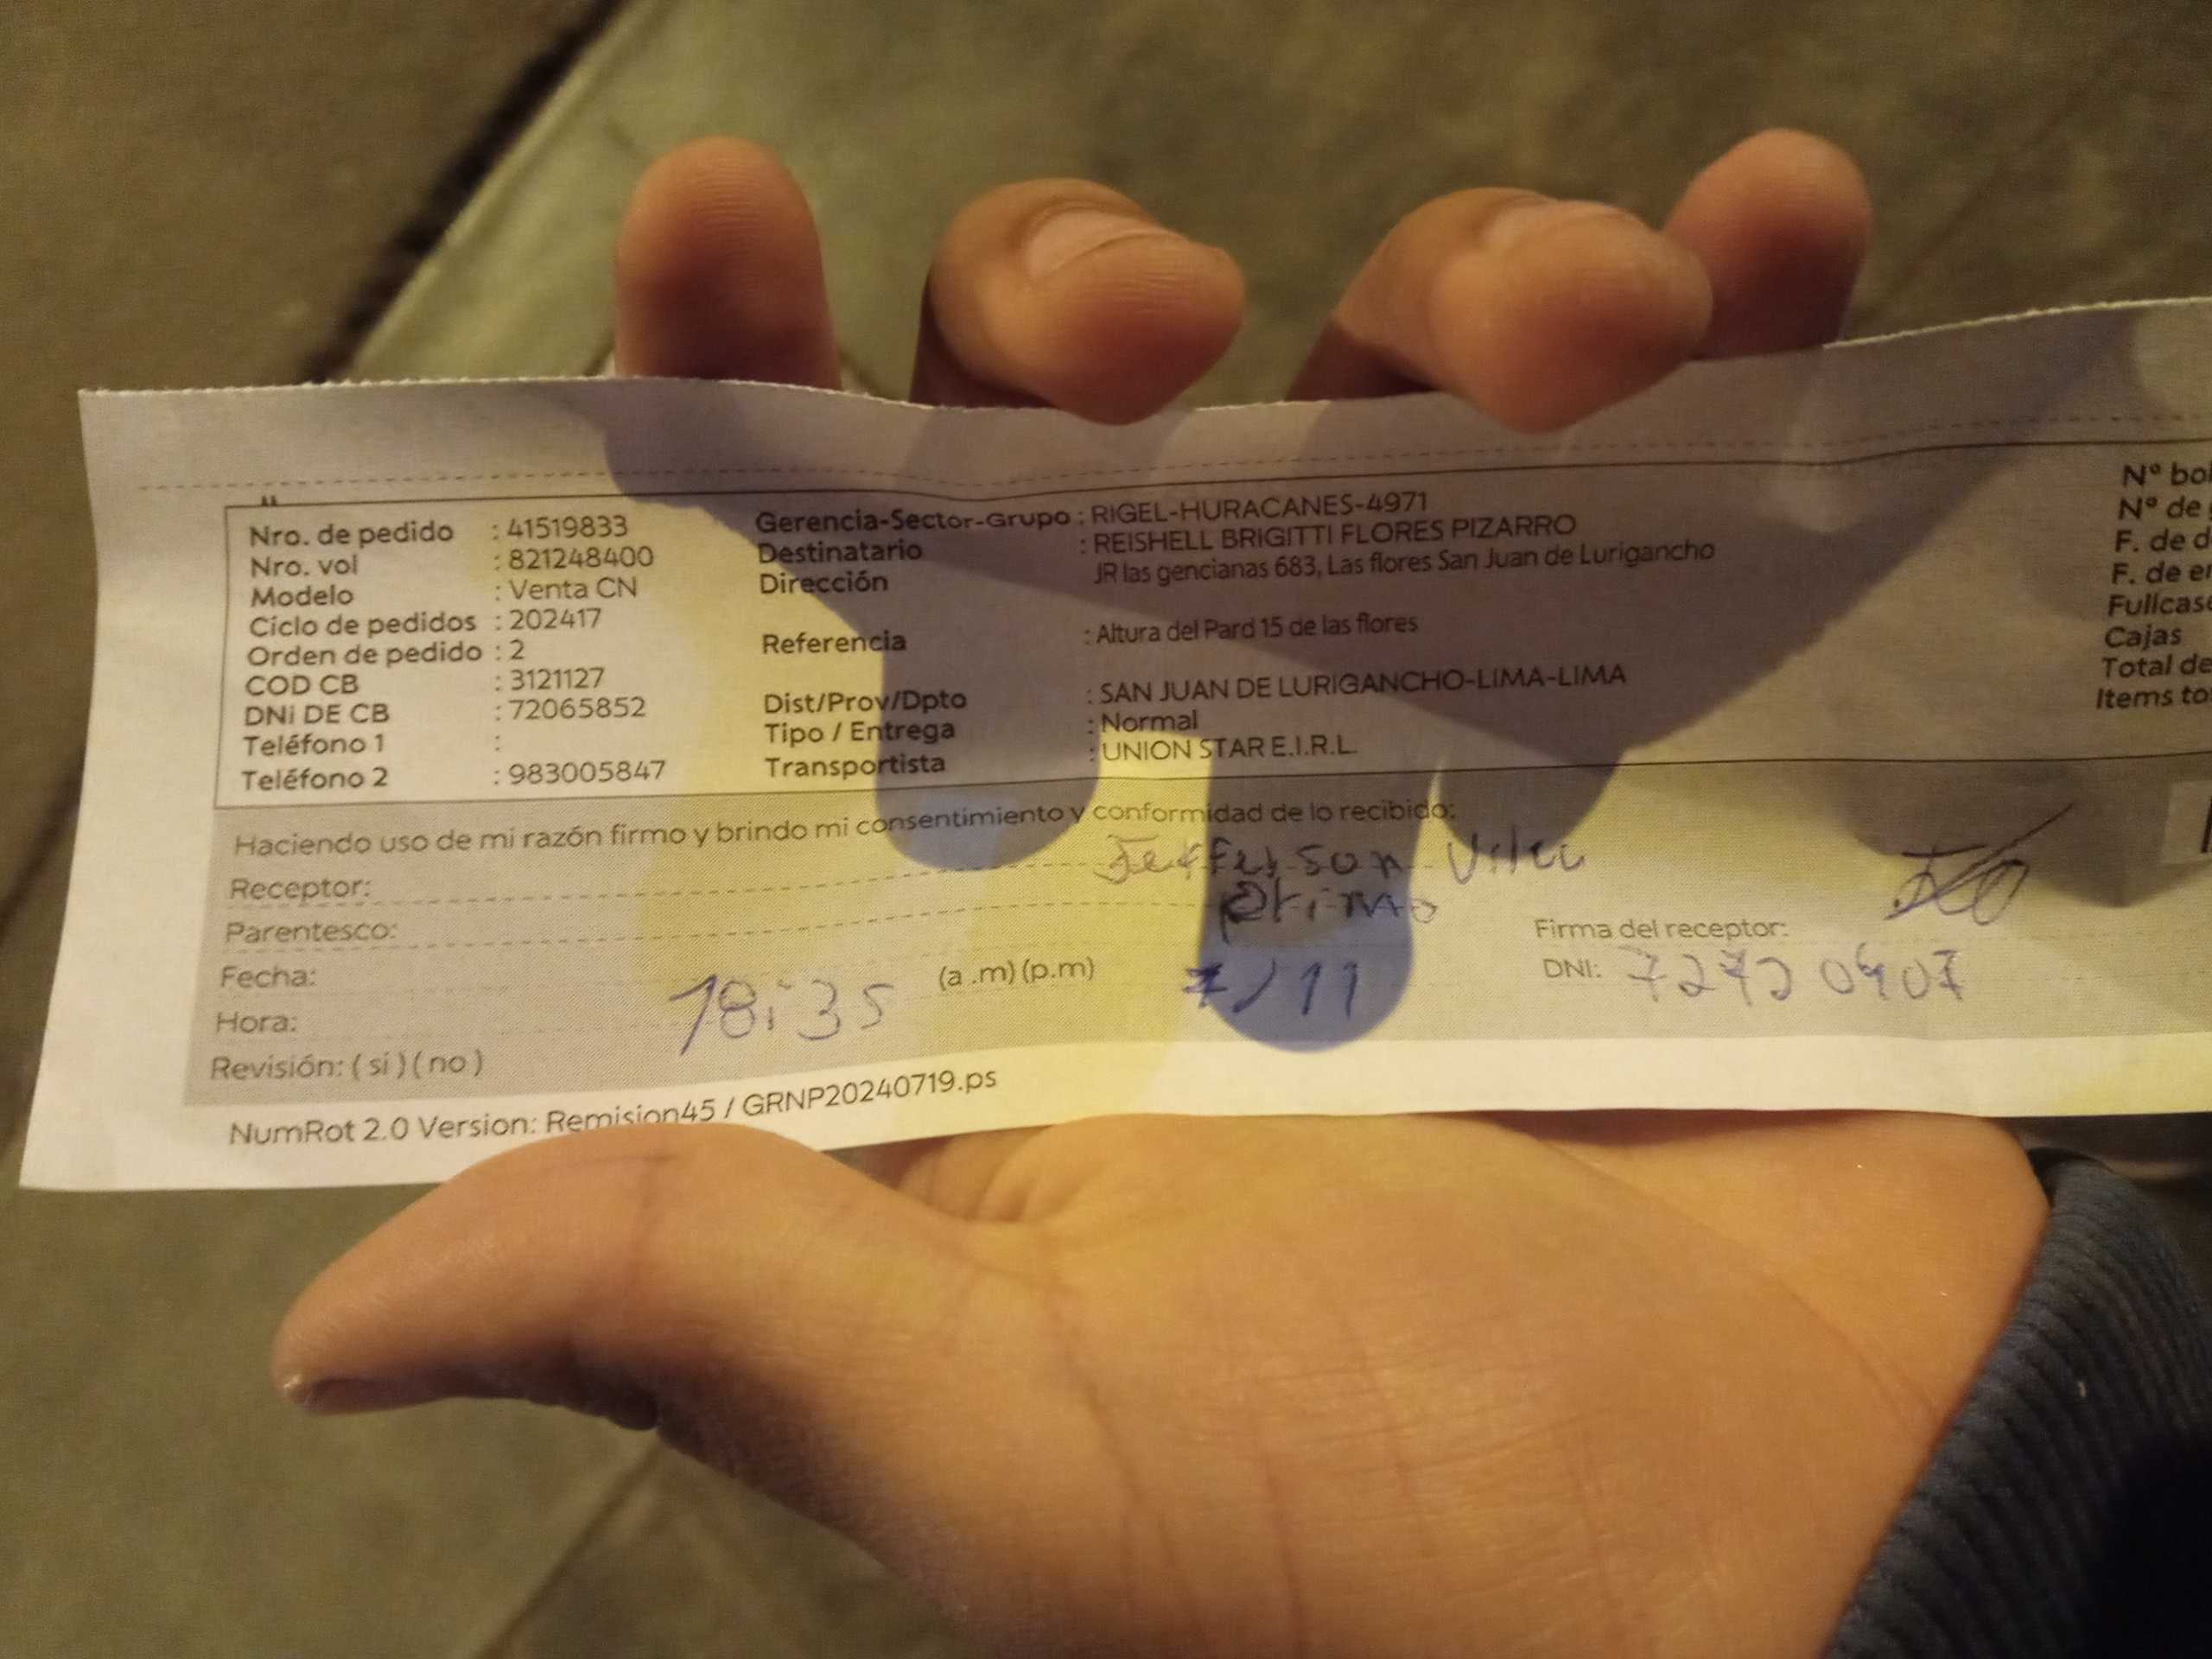 Nro. de pedido : 41519833
Nro. vol : 821248400
Modelo : Venta CN
Ciclo de pedidos : 202417
Orden de pedido : 2
COD CB : 3121127
DNi DE CB : 72065852
Teléfono 1 :
Teléfono 2 : 983005847
Gerencia-Sector-Grupo : RIGEL-HURACANES-4971
Destinatario : REISHELL BRIGITTI FLORES PIZARRO
Dirección JR las gencianas 683, Las flores San Juan de Lurigancho
Referencia : Altura del Pard 15 de las flores
Dist/Prov/Dpto : SAN JUAN DE LURIGANCHO-LIMA-LIMA
Tipo / Entrega : Normal
Transportista : UNION STAR E.I.R.L.
Nº bol
Nº de
F. de d
F. de e
Fullcas
Cajas
Total de
Items to
Haciendo uso de mi razón firmo y brindo mi consentimiento y conformidad de lo recibido:
Receptor: Jefferson
Parentesco: Primo
Fecha: 7/11
Hora: 18:35 (a .m) (p.m)
Revisión: ( si ) ( no )
Firma del receptor:
DNI:
NumRot 2.0 Version: Remision45 / GRNP20240719.ps